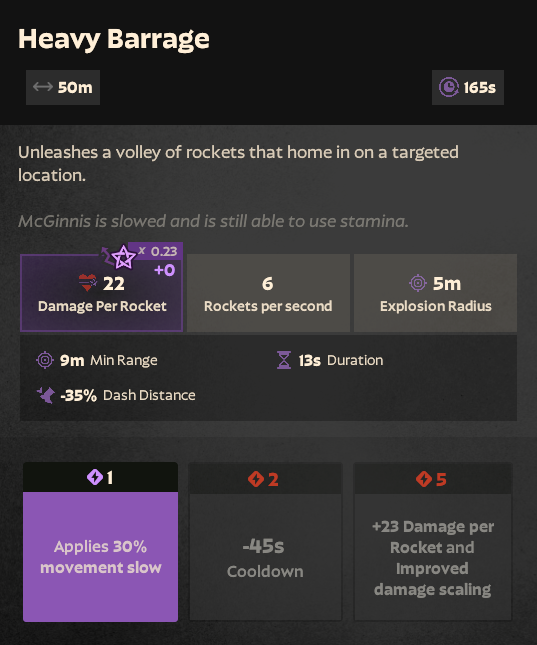 Heavy Barrage
50m
165s
Unleashes a volley of rockets that home in on a targeted
location.
McGinnis is slowed and is still able to use stamina.
x 0.23
+0
22
Damage Per Rocket
6
Rockets per second
5m
Explosion Radius
9m Min Range
13s Duration
-35% Dash Distance
1
Applies 30%
movement slow
2
-45s
Cooldown
5
+23 Damage per
Rocket and
Improved
damage scaling